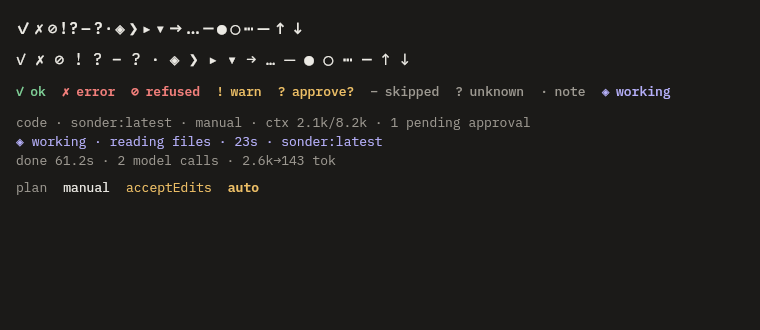 ✓✗⊘!?−?·◈❯▸▾→…—●○┅─↑↓
✓ ✗ ⊘ ! ? − ? · ◈ ❯ ▸ ▾ → … — ● ○ ┅ ─ ↑ ↓
✓ ok ✗ error ⊘ refused ! warn ? approve? − skipped ? unknown · note ◈ working
code · sonder:latest · manual · ctx 2.1k/8.2k · 1 pending approval
◈ working · reading files · 23s · sonder:latest
done 61.2s · 2 model calls · 2.6k→143 tok
plan manual acceptEdits auto